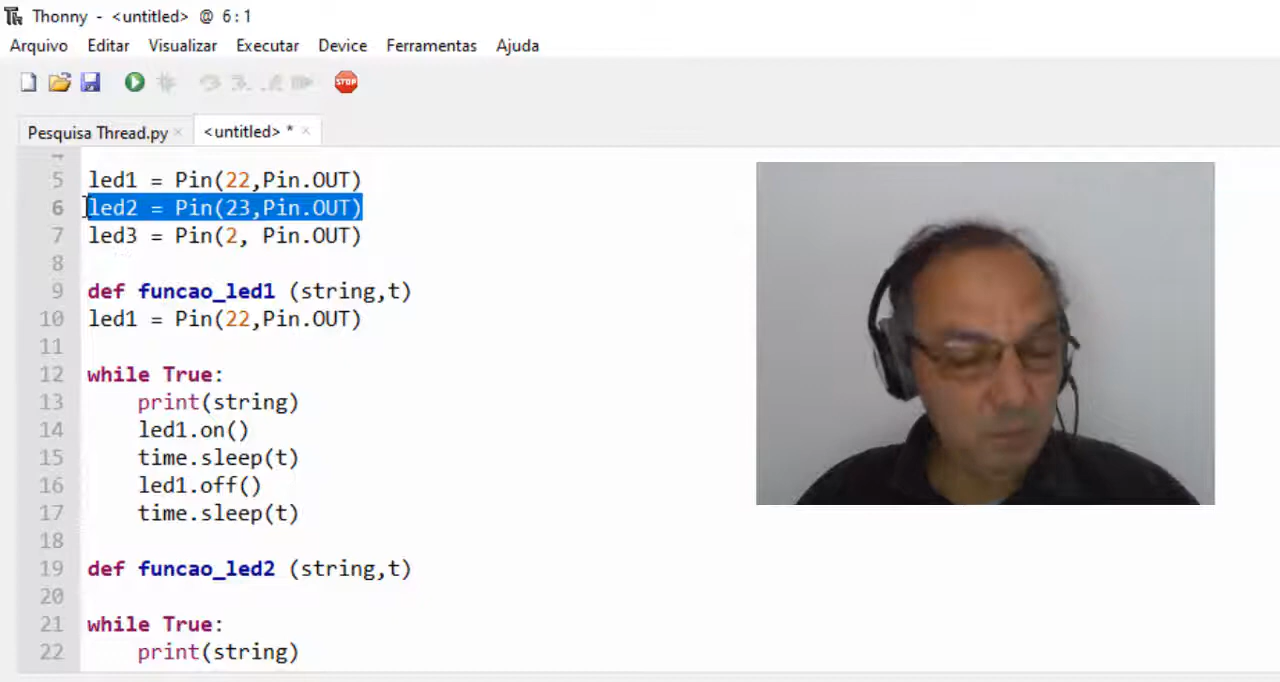 Thonny - <untitled> @ 6:1
Arquivo Editar Visualizar Executar Device Ferramentas Ajuda
STOP
Pesquisa Thread.py × <untitled> * ×
4
5 led1 = Pin(22,Pin.OUT)
6 led2 = Pin(23,Pin.OUT)
7 led3 = Pin(2, Pin.OUT)
8
9 def funcao_led1 (string,t)
10 led1 = Pin(22,Pin.OUT)
11
12 while True:
13 print(string)
14 led1.on()
15 time.sleep(t)
16 led1.off()
17 time.sleep(t)
18
19 def funcao_led2 (string,t)
20
21 while True:
22 print(string)